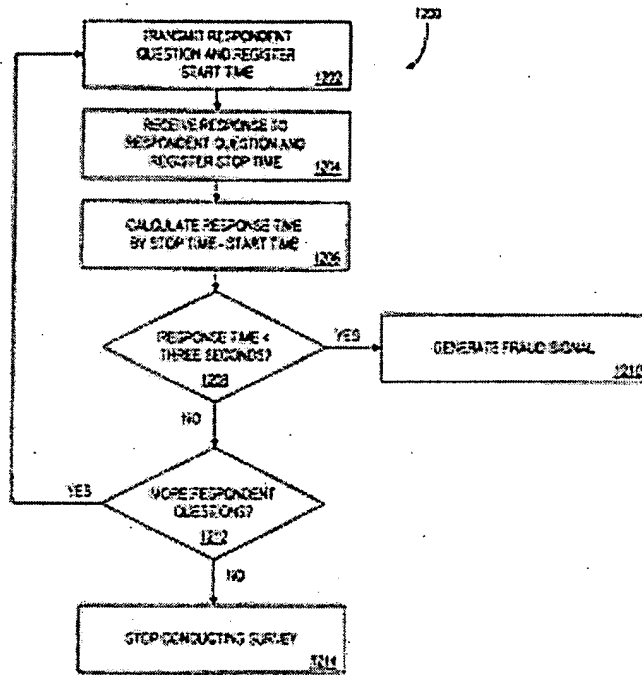 1200
TRANSMIT RESPONDENT
QUESTION AND REGISTER
START TIME
1202
RECEIVE RESPONSE TO
RESPONDENT QUESTION AND
REGISTER STOP TIME
1204
CALCULATE RESPONSE TIME
BY STOP TIME - START TIME
1206
RESPONSE TIME <
THREE SECONDS?
1208
YES
GENERATE FRAUD SIGNAL
1210
NO
MORE RESPONDENT
QUESTIONS?
1212
YES
NO
STOP CONDUCTING SURVEY
1214